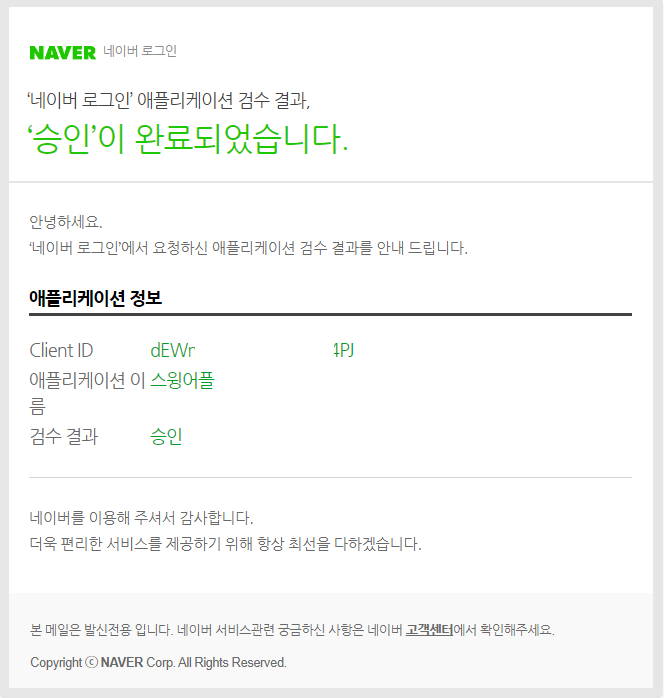 NAVER 네이버 로그인
‘네이버 로그인’ 애플리케이션 검수 결과,
‘승인’이 완료되었습니다.
안녕하세요.
‘네이버 로그인’에서 요청하신 애플리케이션 검수 결과를 안내 드립니다.
애플리케이션 정보
Client ID dEWr 4PJ
애플리케이션 이 스윙어플
름
검수 결과 승인
네이버를 이용해 주셔서 감사합니다.
더욱 편리한 서비스를 제공하기 위해 항상 최선을 다하겠습니다.
본 메일은 발신전용 입니다. 네이버 서비스관련 궁금하신 사항은 네이버 고객센터에서 확인해주세요.
Copyright ⓒ NAVER Corp. All Rights Reserved.